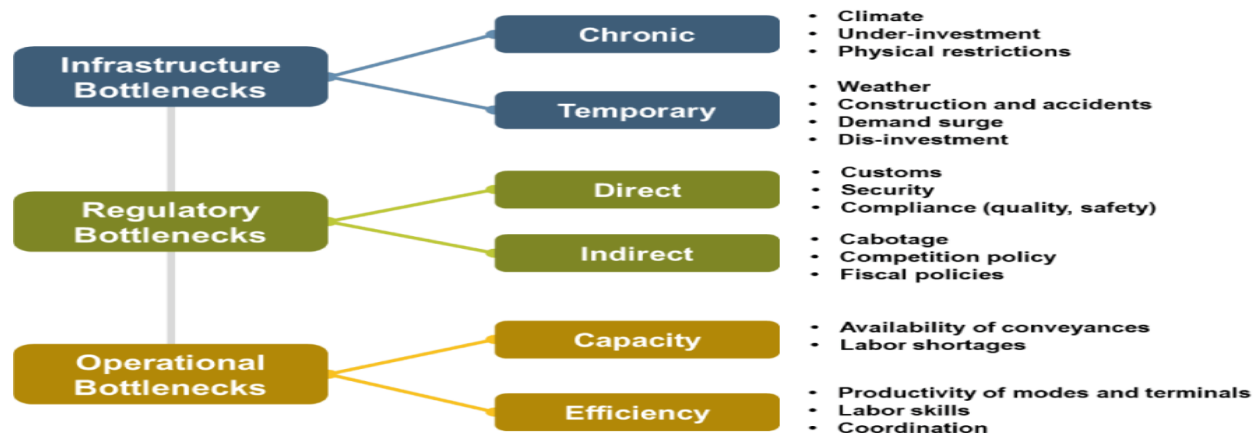 Infrastructure
Bottlenecks
Chronic
• Climate
• Under-investment
• Physical restrictions
Temporary
• Weather
• Construction and accidents
• Demand surge
• Dis-investment
Regulatory
Bottlenecks
Direct
• Customs
• Security
• Compliance (quality, safety)
Indirect
• Cabotage
• Competition policy
• Fiscal policies
Operational
Bottlenecks
Capacity
• Availability of conveyances
• Labor shortages
Efficiency
• Productivity of modes and terminals
• Labor skills
• Coordination